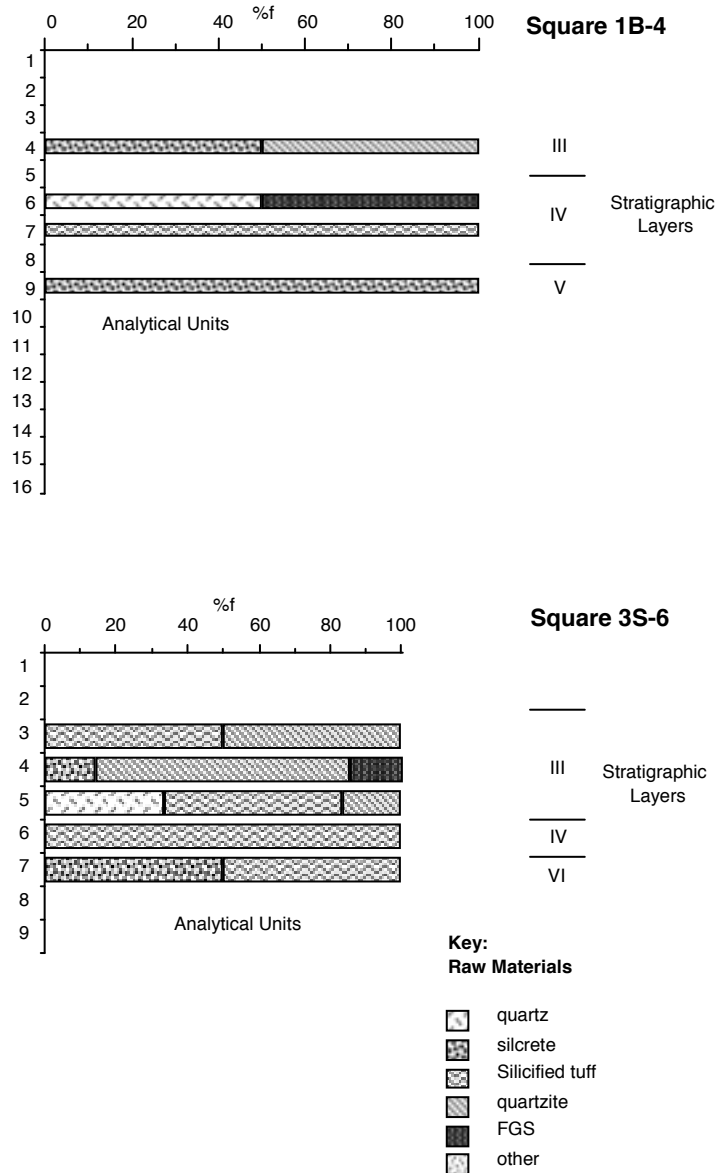 %f
0 20 40 60 80 100
Square 1B-4
1
2
3
4
5
6
7
8
9
10
11
12
13
14
15
16
III
IV
V
Stratigraphic
Layers
Analytical Units
%f
0 20 40 60 80 100
Square 3S-6
1
2
3
4
5
6
7
8
9
III
IV
VI
Stratigraphic
Layers
Analytical Units
Key:
Raw Materials
quartz
silcrete
Silicified tuff
quartzite
FGS
other